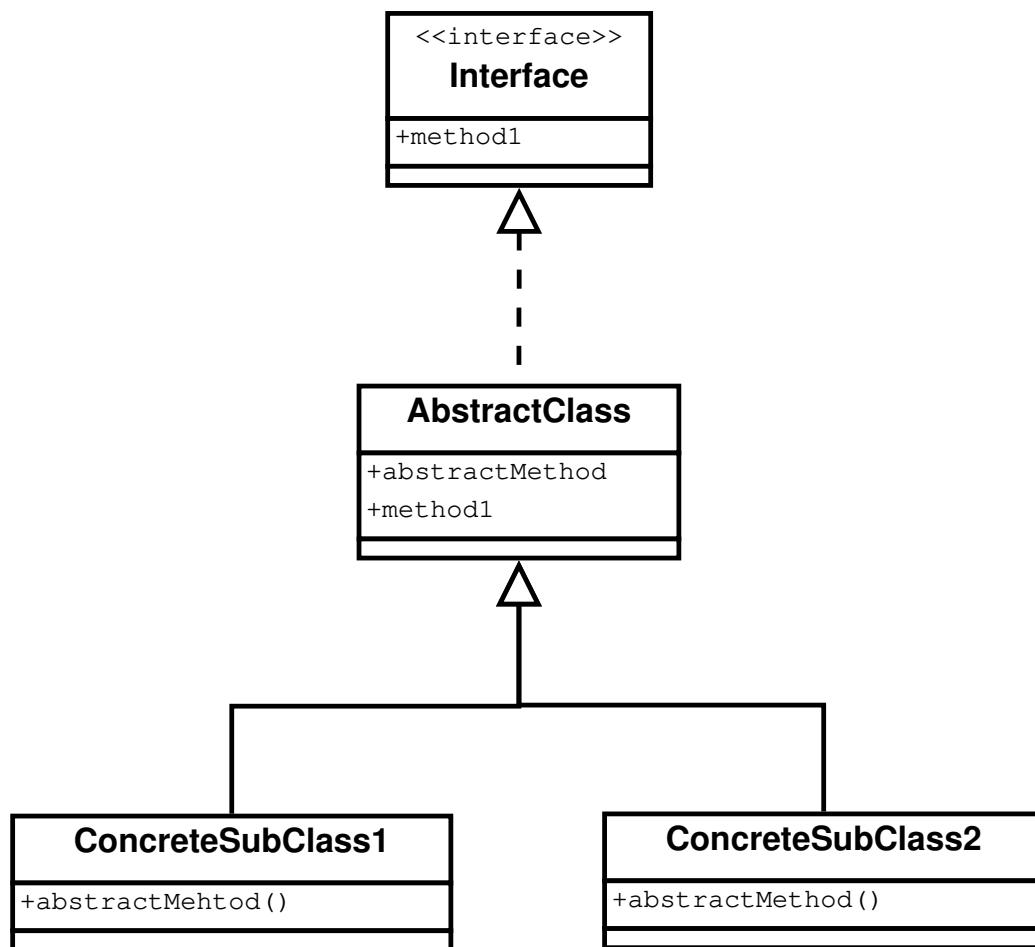 <<interface>>
Interface
+method1
AbstractClass
+abstractMethod
+method1
ConcreteSubClass1
+abstractMehtod()
ConcreteSubClass2
+abstractMethod()